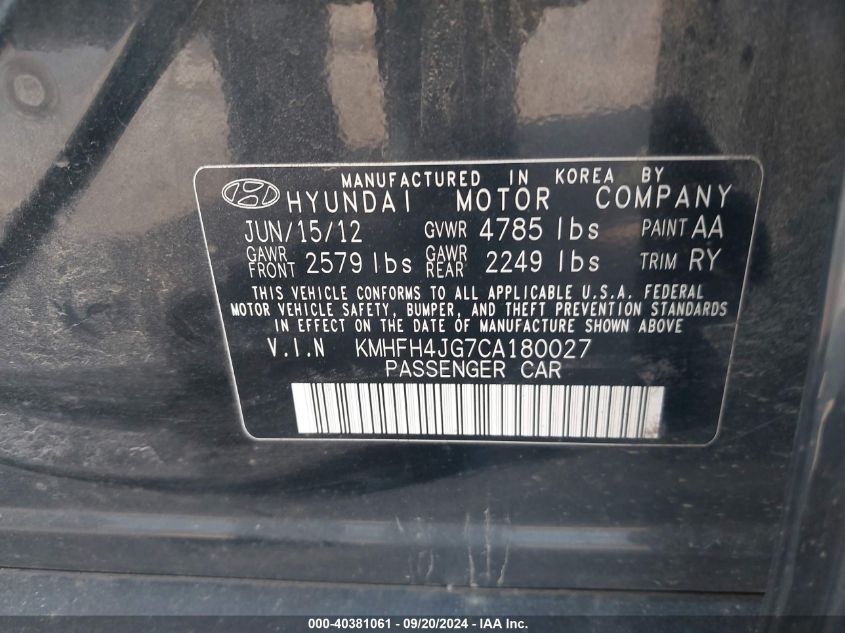 MANUFACTURED IN KOREA BY
HYUNDAI MOTOR COMPANY
JUN/15/12 GVWR 4785 lbs PAINT AA
GAWR FRONT 2579 lbs GAWR REAR 2249 lbs TRIM RY
THIS VEHICLE CONFORMS TO ALL APPLICABLE U.S.A. FEDERAL
MOTOR VEHICLE SAFETY, BUMPER, AND THEFT PREVENTION STANDARDS
IN EFFECT ON THE DATE OF MANUFACTURE SHOWN ABOVE
V.I.N KMHFH4JG7CA180027
PASSENGER CAR
000-40381061 - 09/20/2024 - IAA Inc.